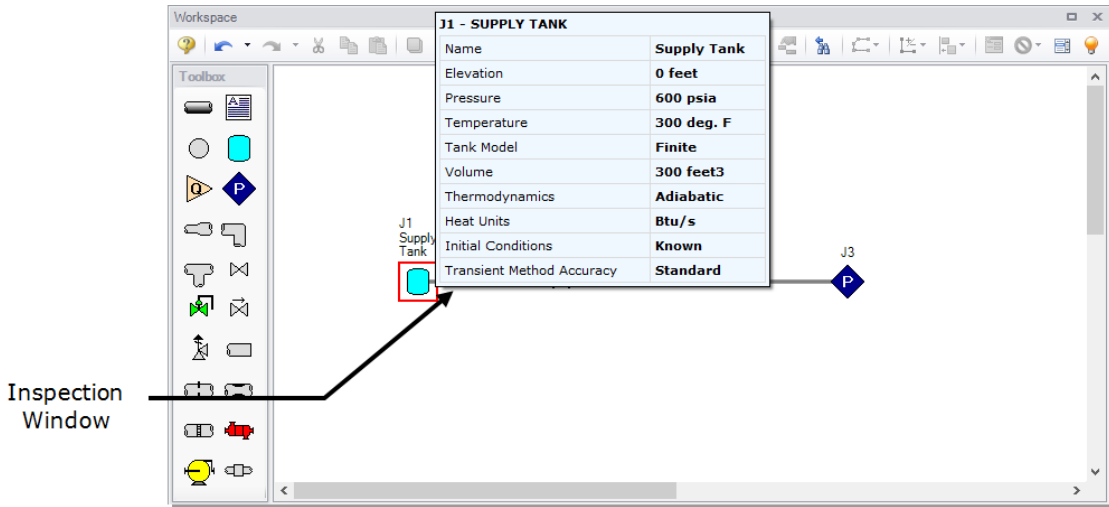 Workspace
J1 - SUPPLY TANK
Name Supply Tank
Elevation 0 feet
Pressure 600 psia
Temperature 300 deg. F
Tank Model Finite
Volume 300 feet3
Thermodynamics Adiabatic
Heat Units Btu/s
Initial Conditions Known
Transient Method Accuracy Standard
Toolbox
A
Q P
J1
Supply
Tank
J3
P
Inspection
Window